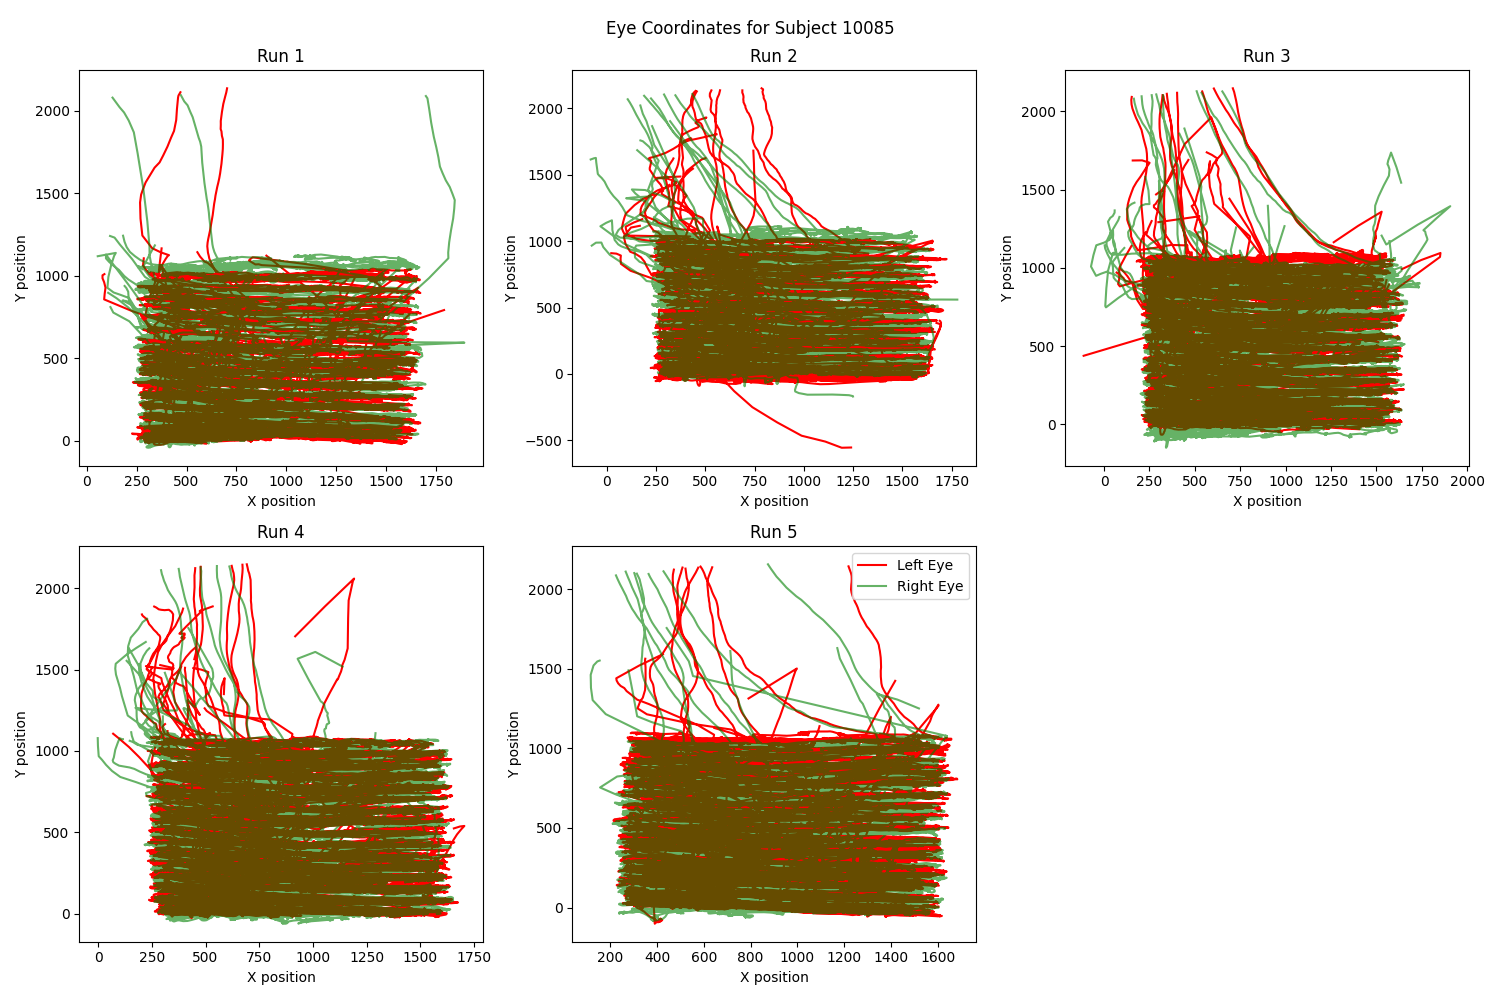 Eye Coordinates for Subject 10085
Run 1
Y position
2000
1500
1000
500
0
0 250 500 750 1000 1250 1500 1750
X position
Run 2
Y position
2000
1500
1000
500
0
−500
0 250 500 750 1000 1250 1500 1750
X position
Run 3
Y position
2000
1500
1000
500
0
0 250 500 750 1000 1250 1500 1750 2000
X position
Run 4
Y position
2000
1500
1000
500
0
0 250 500 750 1000 1250 1500 1750
X position
Run 5
Left Eye
Right Eye
Y position
2000
1500
1000
500
0
200 400 600 800 1000 1200 1400 1600
X position